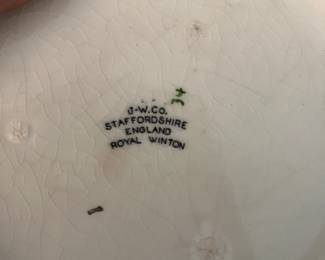 J-W.CO.
STAFFORDSHIRE
ENGLAND
ROYAL WINTON